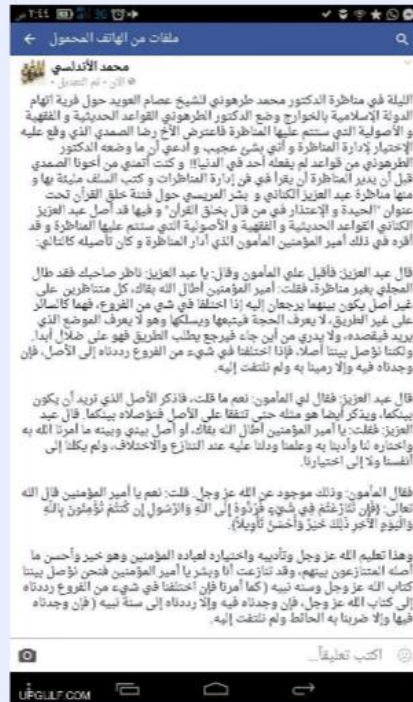 م ٢:٤٤ 3G
ملفات من الهاتف المحمول
محمد الأندلسي
الآن • تم التعديل •
الليلة في مناظرة الدكتور محمد طرهوني للشيخ عصام العويد حول فرية اتهام
الدولة الإسلامية بالخوارج وضع الدكتور الطرهوني القواعد الحديثية و الفقهية
و الأصولية التي ستتم عليها المناظرة فاعترض الأخ رضا الصمدي الذي وقع عليه
الإختيار لإدارة المناظرة و أتى بشئ عجيب و ادعي أن ما وضعه الدكتور
الطرهوني من قواعد لم يفعله أحد في الدنيا!! و كنت أتمني من أخونا الصمدي
قبل أن يدير المناظرة أن يقرأ في فن إدارة المناظرات و كتب السلف مليئة بها و
منها مناظرة عبد العزيز الكناني و بشر المريسي حول فتنة خلق القرآن تحت
عنوان "الحيدة و الإعتذار في من قال بخلق القرآن" و فيها قد أصل عبد العزيز
الكناني القواعد الحديثية و الفقهية و الأصولية التي ستتم عليها المناظرة و قد
أقره في ذلك أمير المؤمنين المأمون الذي أدار المناظرة و كان تأصيله كالتالي:
قال عبد العزيز: فأقبل علي المأمون وقال: يا عبد العزيز: ناظر صاحبك فقد طال
المجلي بغير مناظرة، فقلت: أمير المؤمنين أطال الله بقاك، كل متناظرين على
غير أصل يكون بينهما يرجعان إليه إذا اختلفا في شي من الفروع، فهما كالسائر
على غير الطريق، لا يعرف الحجة فيتبعها ويسلكها وهو لا يعرف الموضع الذي
يريد فيقصده، ولا يدري من أين جاء فيرجع يطلب الطريق فهو على ضلال أبدا،
ولكننا نؤصل بيننا أصلا، فإذا اختلفنا في شيء من الفروع رددناه إلى الأصل، فإن
وجدناه فيه وإلا رمينا به ولم نلتفت إليه.
قال عبد العزيز: فقال لي المأمون: نعم ما قلت، فاذكر الأصل الذي تريد أن يكون
بينكما، ويذكر أيضا هو مثله حتى تتفقا على الأصل فتؤصلاه بينكما. قال عبد
العزيز: فقلت: يا أمير المؤمنين أطال الله بقاك، أو أصل بيني وبينه ما أمرنا الله به
واختاره لنا وأدبنا به وعلمنا ودلنا عليه عند التنازع والاختلاف، ولم يكلنا إلى
أنفسنا ولا إلى اختيارنا.
فقال المأمون: وذلك موجود عن الله عز وجل. قلت: نعم يا أمير المؤمنين قال الله
تعالى: {فَإِن تَنَازَعْتُمْ فِي شَيْءٍ فَرُدُّوهُ إِلَى اللَّهِ وَالرَّسُولِ إِن كُنتُمْ تُؤْمِنُونَ بِاللَّهِ
وَالْيَوْمِ الْآخِرِ ذَلِكَ خَيْرٌ وَأَحْسَنُ تَأْوِيلًا}.
وهذا تعليم الله عز وجل وتأديبه واختياره لعباده المؤمنين وهو خير وأحسن ما
أصله المتنازعون بينهم، وقد تنازعت أنا وبشر يا أمير المؤمنين فنحن نؤصل بيننا
كتاب الله عز وجل وسنه نبيه ( كما أمرنا فإن اختلفنا في شيء من الفروع رددناه
إلى كتاب الله عز وجل، فإن وجدناه فيه وإلا رددناه إلى سنة نبيه ( فإن وجدناه
فيها وإلا ضربنا به الحائط ولم نلتفت إليه.
اكتب تعليقاً...
UPGULF.COM